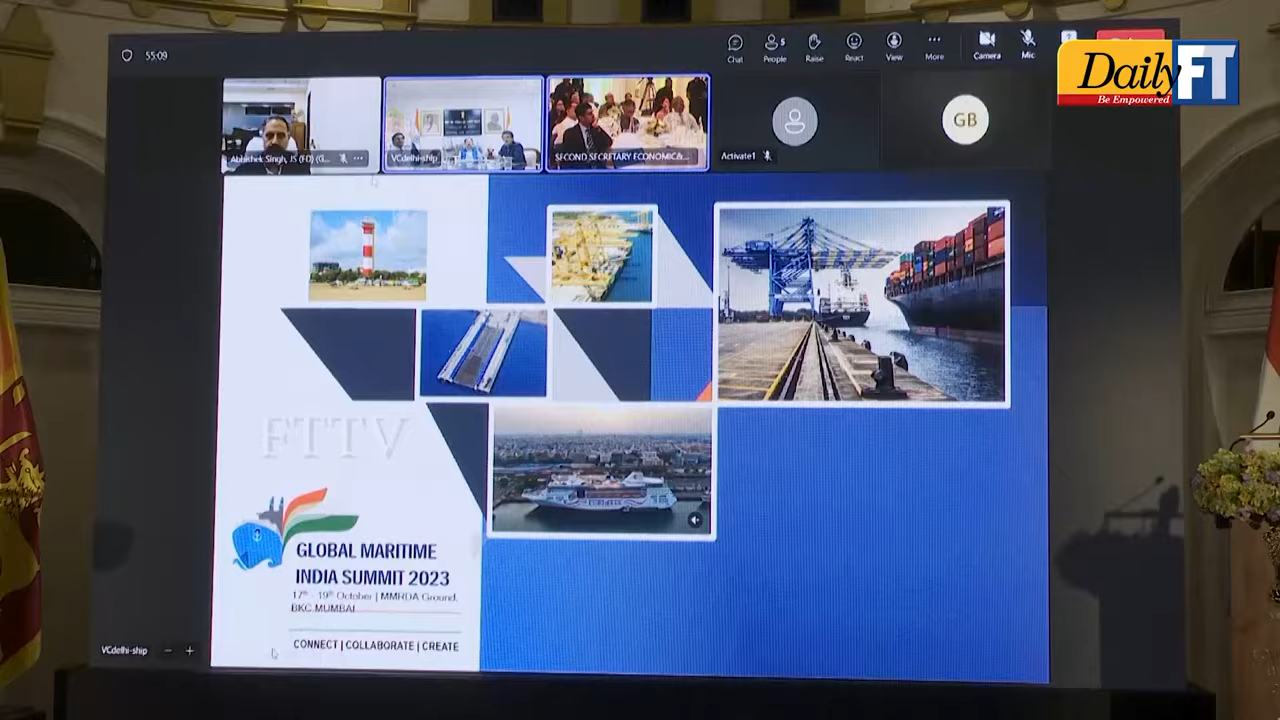 55:09
Chat
People
5
Raise
React
View
More
Camera
Mic
Daily FT
Be Empowered
Abhishek Singh, JS (FD) (G...
VCdelhi-ship
SECOND SECRETARY ECONOMIC &...
Activate1
GB
FTTV
GLOBAL MARITIME
INDIA SUMMIT 2023
17th - 19th October | MMRDA Ground,
BKC MUMBAI
CONNECT | COLLABORATE | CREATE
VCdelhi-ship